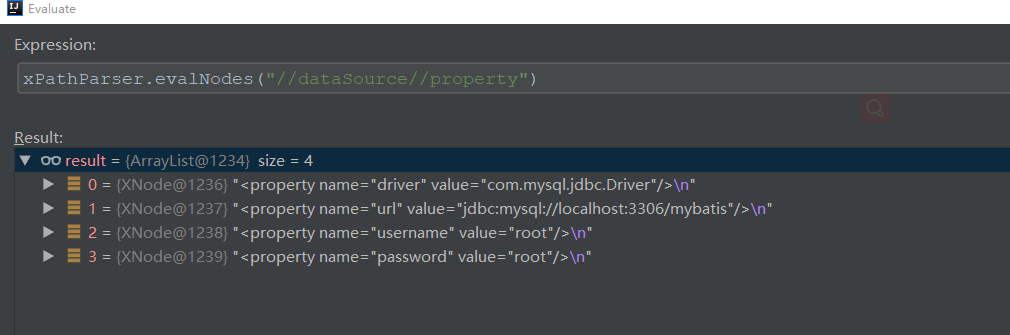 IJ Evaluate
Expression:
xPathParser.evalNodes("//dataSource//property")
Result:
result = {ArrayList@1234} size = 4
0 = {XNode@1236} "<property name="driver" value="com.mysql.jdbc.Driver"/>\n"
1 = {XNode@1237} "<property name="url" value="jdbc:mysql://localhost:3306/mybatis"/>\n"
2 = {XNode@1238} "<property name="username" value="root"/>\n"
3 = {XNode@1239} "<property name="password" value="root"/>\n"